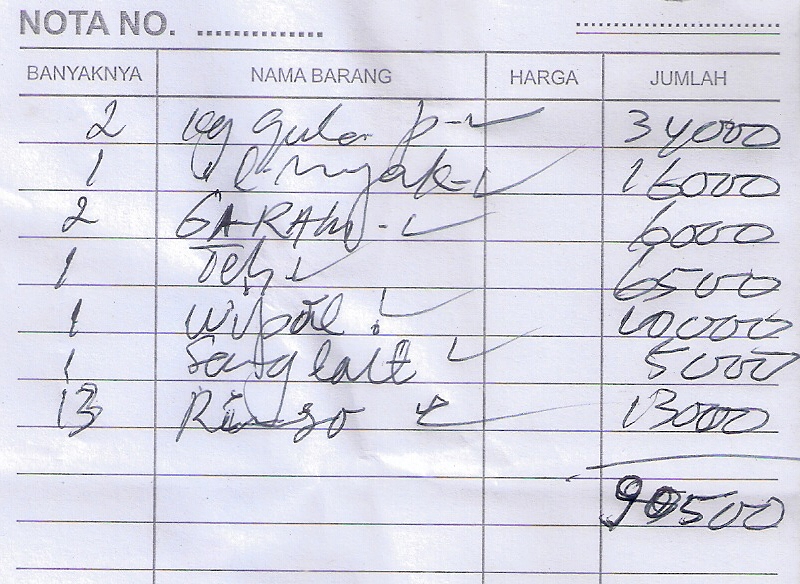 NOTA NO. ..............
BANYAKNYA NAMA BARANG HARGA JUMLAH
2 kg gula p 34000
1 L minyak 16000
2 GARAM 6000
1 Teh 6500
1 wipol 10000
1 Sunglait 5000
13 Rinso 13000
90500